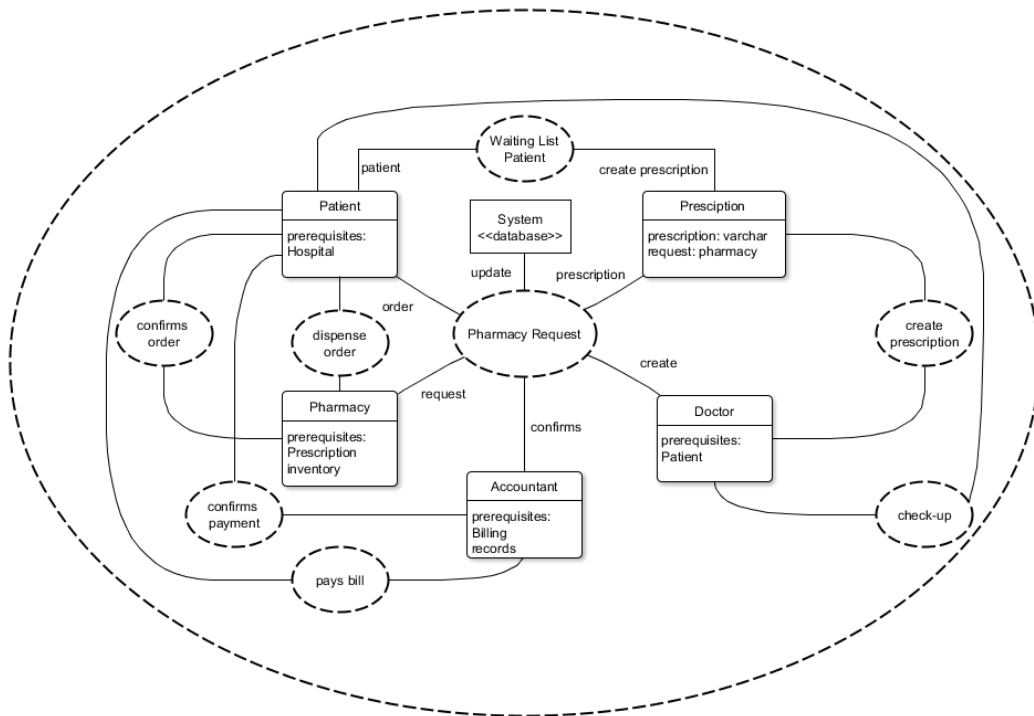 Waiting List
Patient
patient
create prescription
Patient
prerequisites:
Hospital
System
<<database>>
Presciption
prescription: varchar
request: pharmacy
update
prescription
order
confirms
order
dispense
order
Pharmacy Request
create
prescription
create
request
Pharmacy
prerequisites:
Prescription
inventory
confirms
Doctor
prerequisites:
Patient
Accountant
prerequisites:
Billing
records
confirms
payment
check-up
pays bill